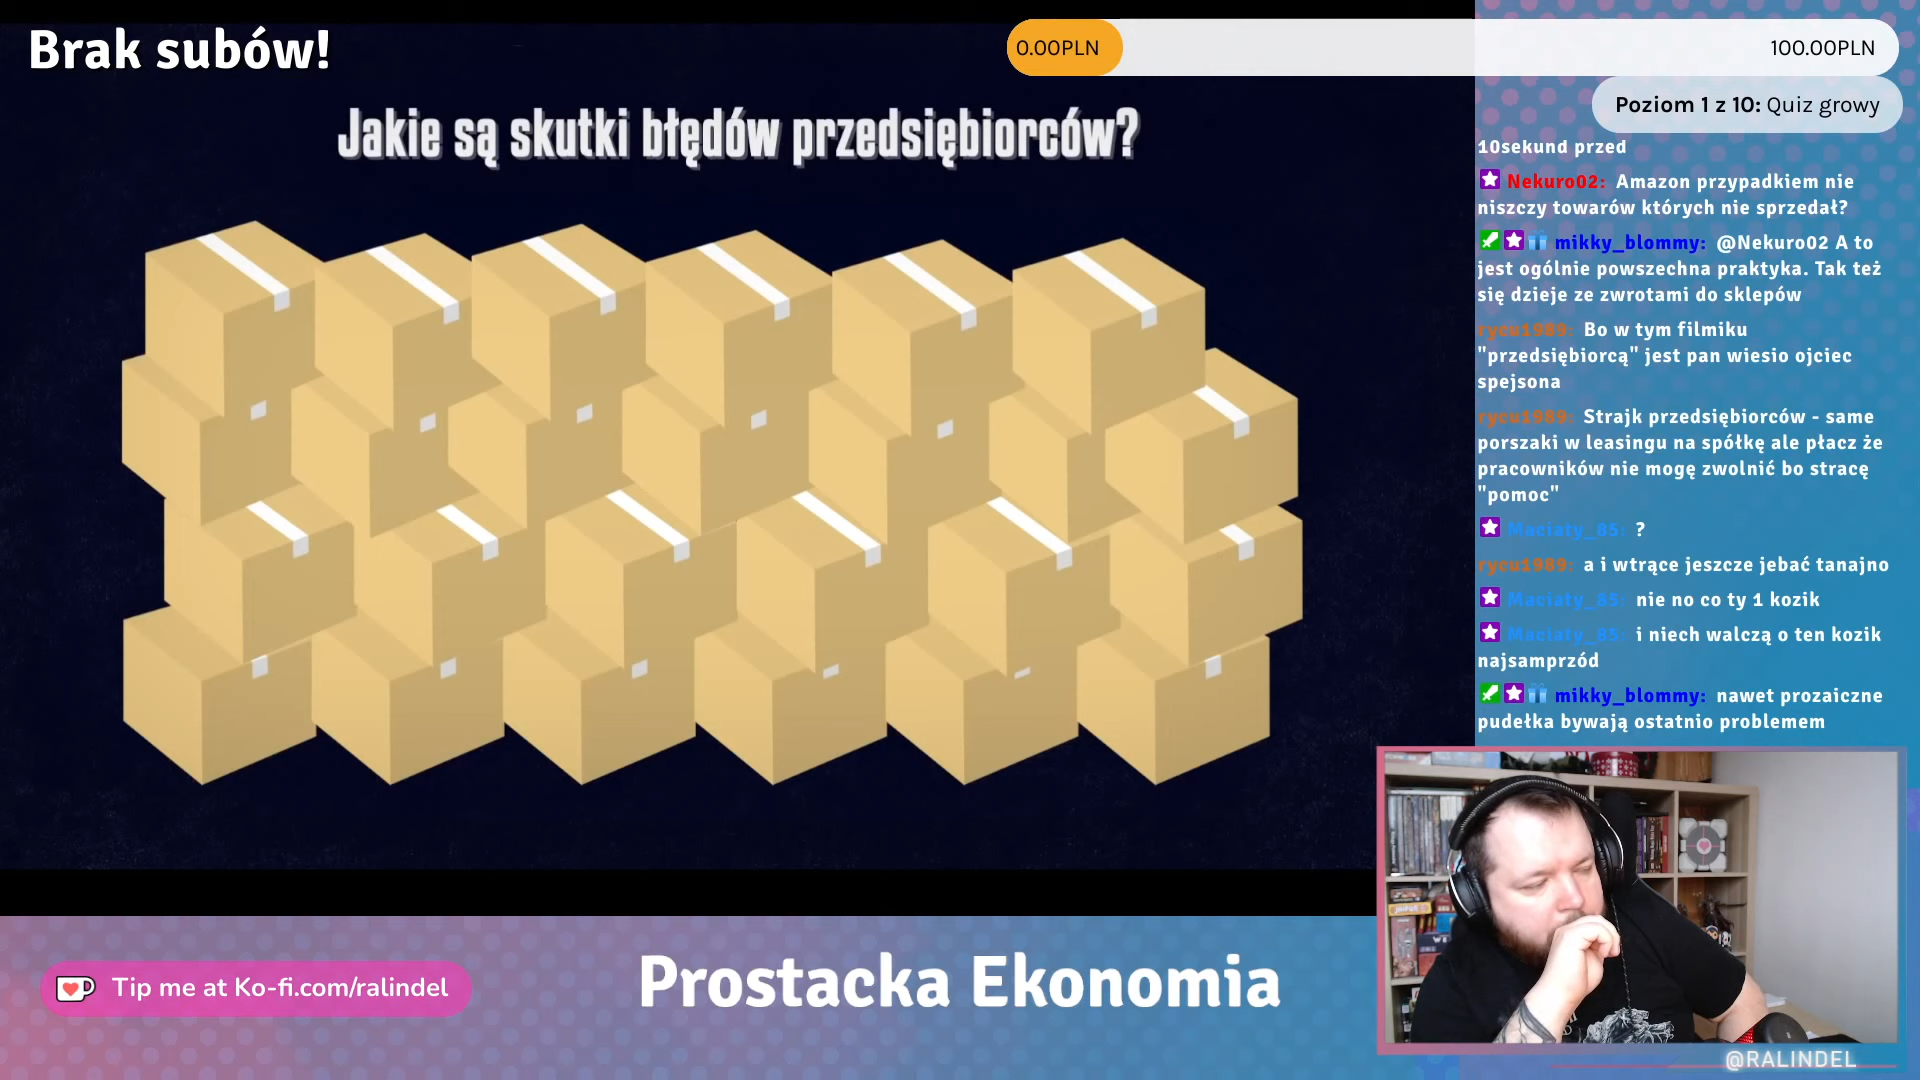 Brak subów!
0.00PLN
100.00PLN
Poziom 1 z 10: Quiz growy
Jakie są skutki błędów przedsiębiorców?
10sekund przed
Nekuro02: Amazon przypadkiem nie
niszczy towarów których nie sprzedał?
mikky_blommy: @Nekuro02 A to
jest ogólnie powszechna praktyka. Tak też
się dzieje ze zwrotami do sklepów
rycu1989: Bo w tym filmiku
"przedsiębiorcą" jest pan wiesio ojciec
spejsona
rycu1989: Strajk przedsiębiorców - same
porszaki w leasingu na spółkę ale płacz że
pracowników nie mogę zwolnić bo stracę
"pomoc"
Maciaty_85: ?
rycu1989: a i wtrące jeszcze jebać tanajno
Maciaty_85: nie no co ty 1 kozik
Maciaty_85: i niech walczą o ten kozik
najsamprzód
mikky_blommy: nawet prozaiczne
pudełka bywają ostatnio problemem
Tip me at Ko-fi.com/ralindel
Prostacka Ekonomia
@RALINDEL